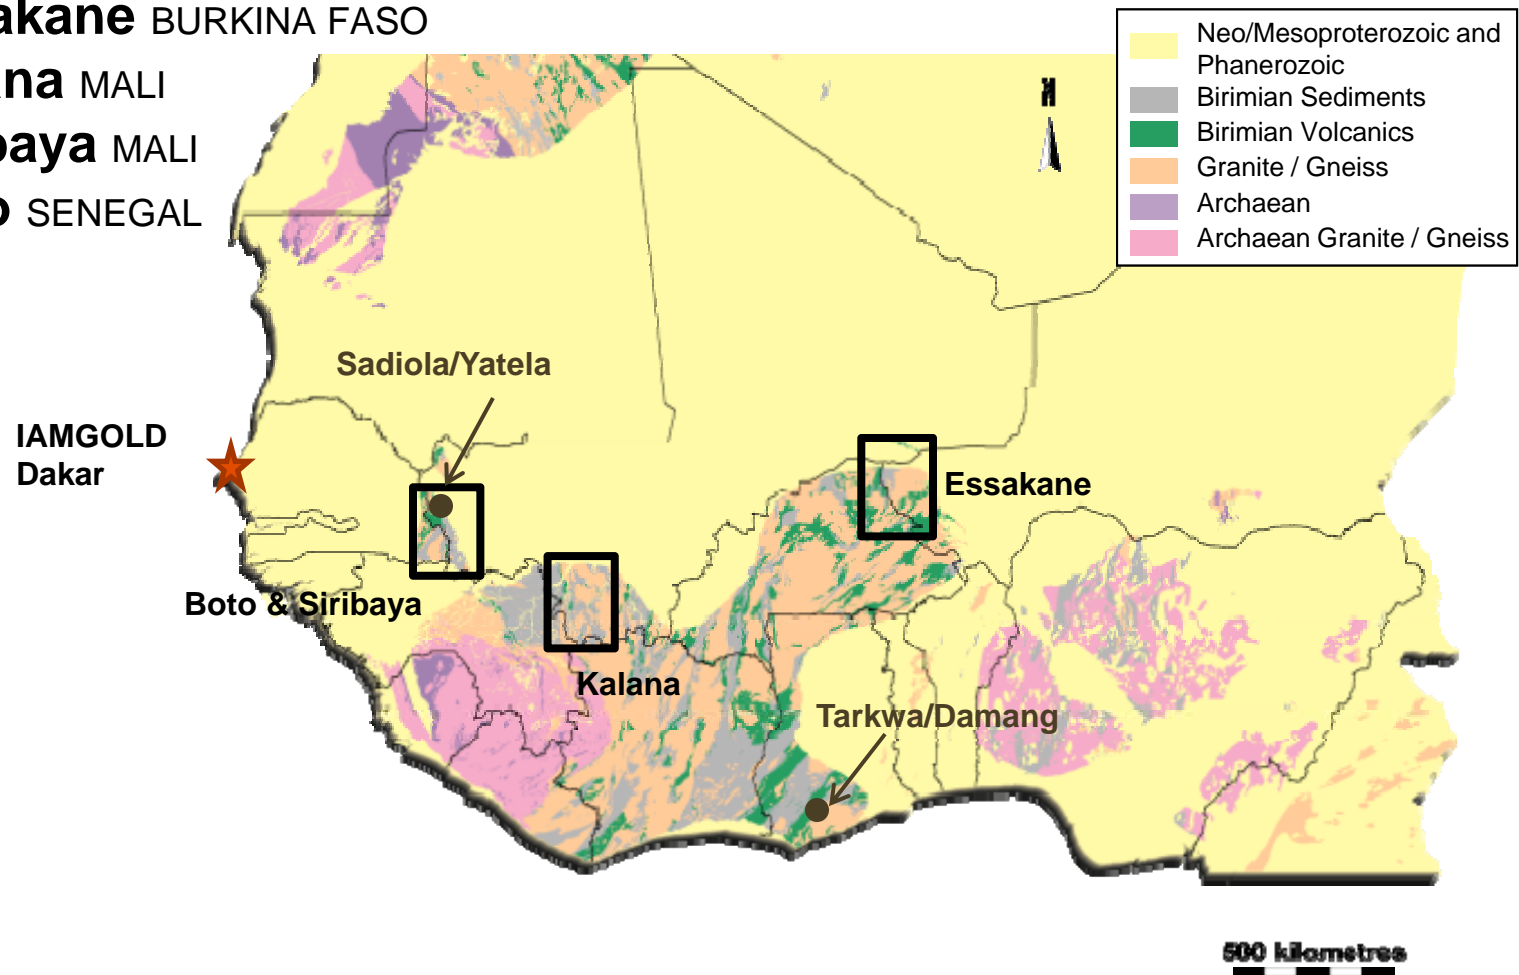 akane BURKINA FASO
na MALI
baya MALI
o SENEGAL
Neo/Mesoproterozoic and
Phanerozoic
Birimian Sediments
Birimian Volcanics
Granite / Gneiss
Archaean
Archaean Granite / Gneiss
N
Sadiola/Yatela
IAMGOLD
Dakar
Essakane
Boto & Siribaya
Kalana
Tarkwa/Damang
500 kilometres